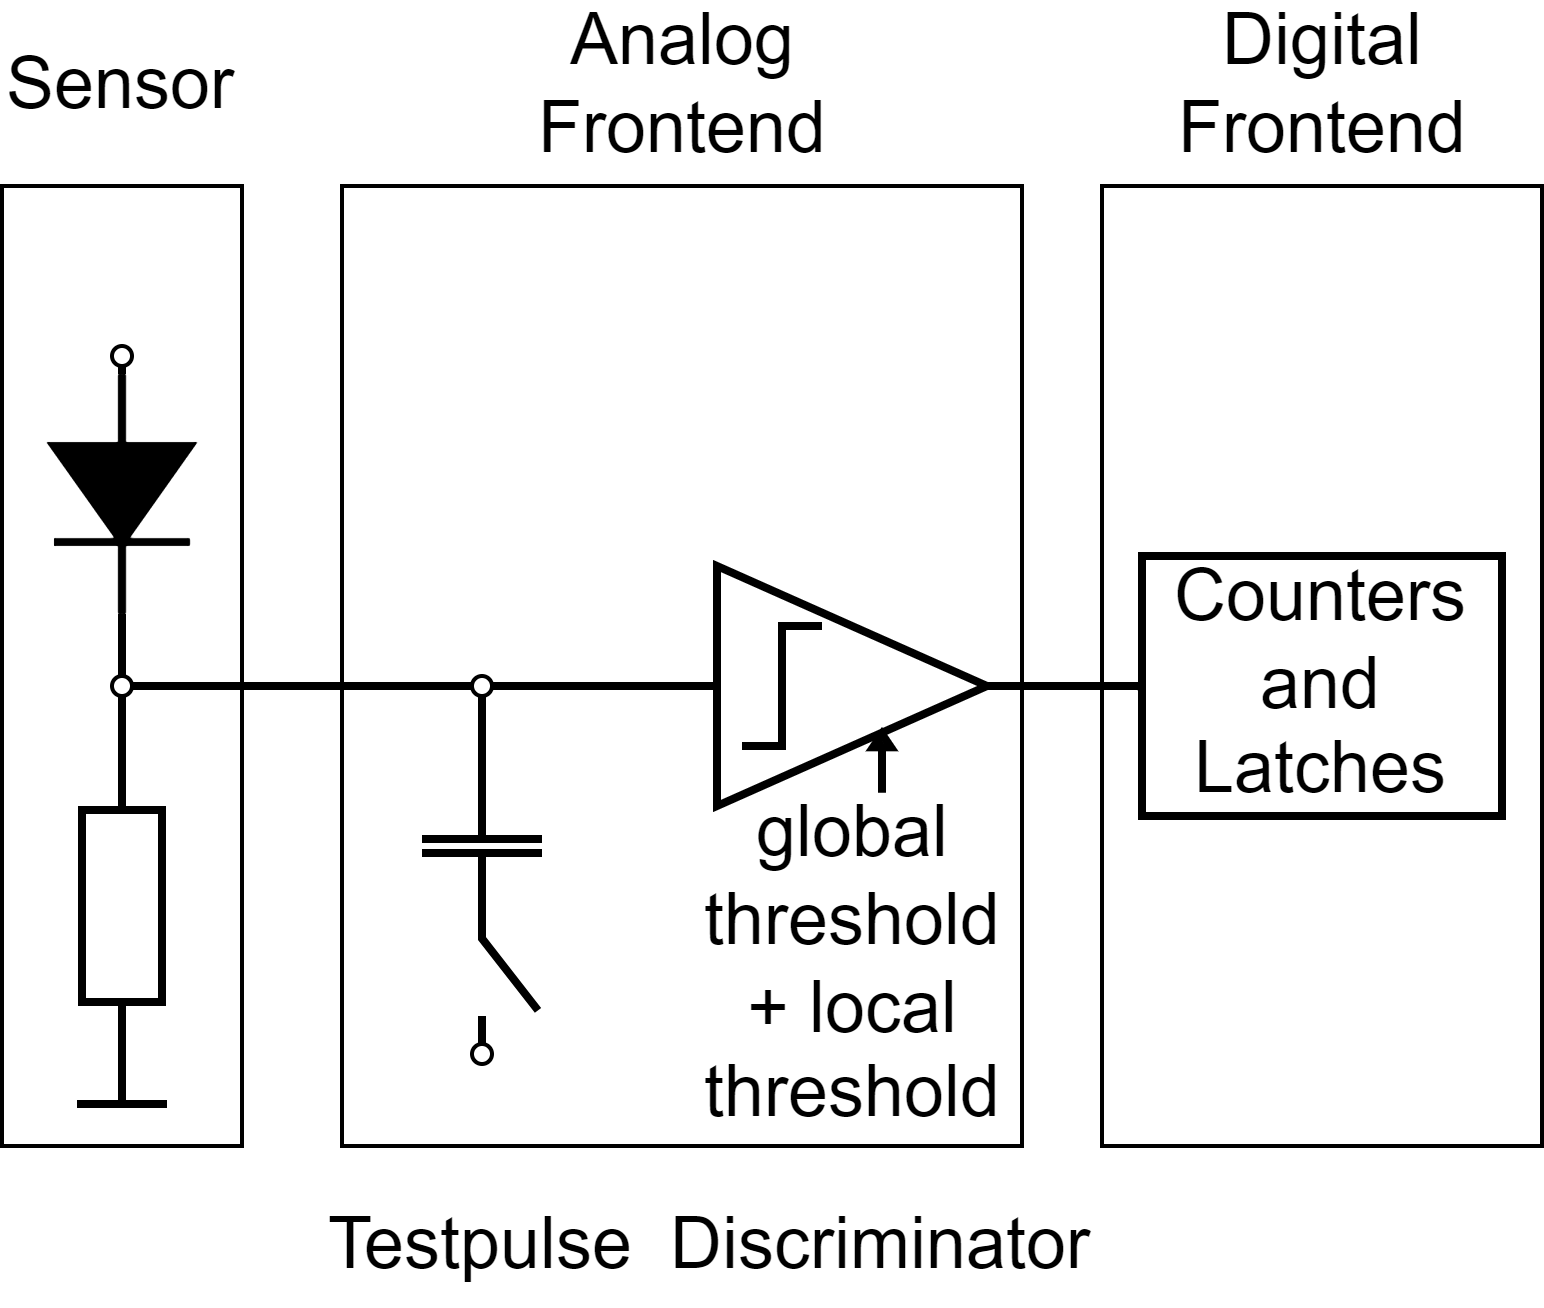 Sensor
Analog
Frontend
Digital
Frontend
Counters
and
Latches
global
threshold
+ local
threshold
Testpulse Discriminator